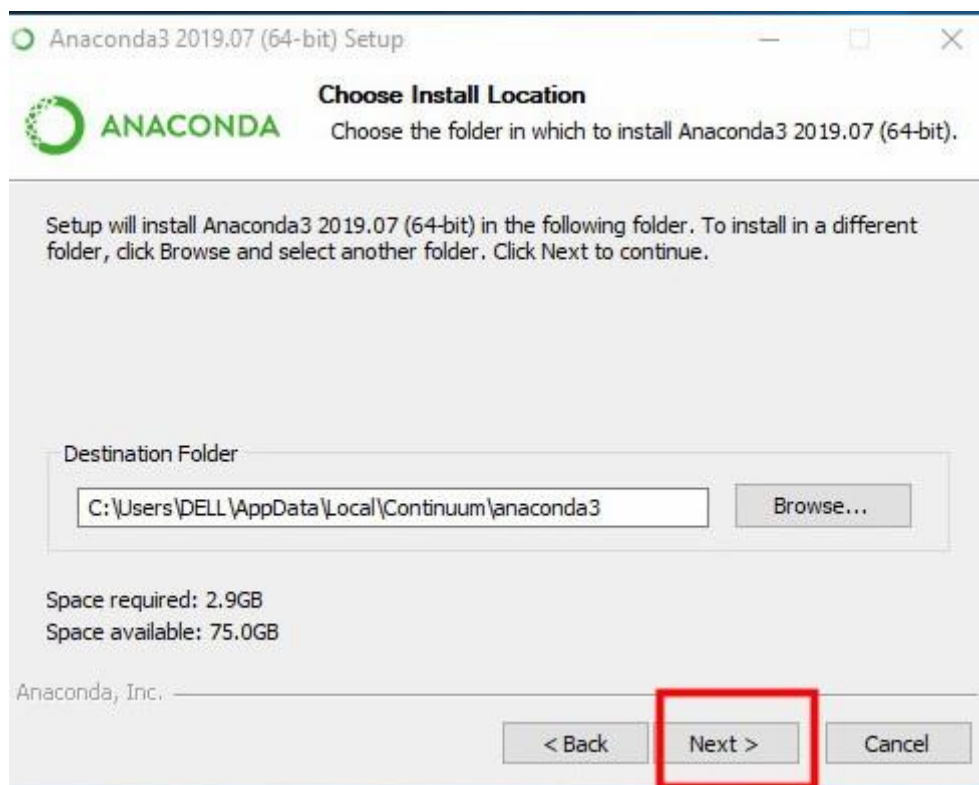 Anaconda3 2019.07 (64-bit) Setup
ANACONDA
Choose Install Location
Choose the folder in which to install Anaconda3 2019.07 (64-bit).
Setup will install Anaconda3 2019.07 (64-bit) in the following folder. To install in a different
folder, click Browse and select another folder. Click Next to continue.
Destination Folder
C:\Users\DELL\AppData\Local\Continuum\anaconda3
Browse...
Space required: 2.9GB
Space available: 75.0GB
Anaconda, Inc.
< Back
Next >
Cancel